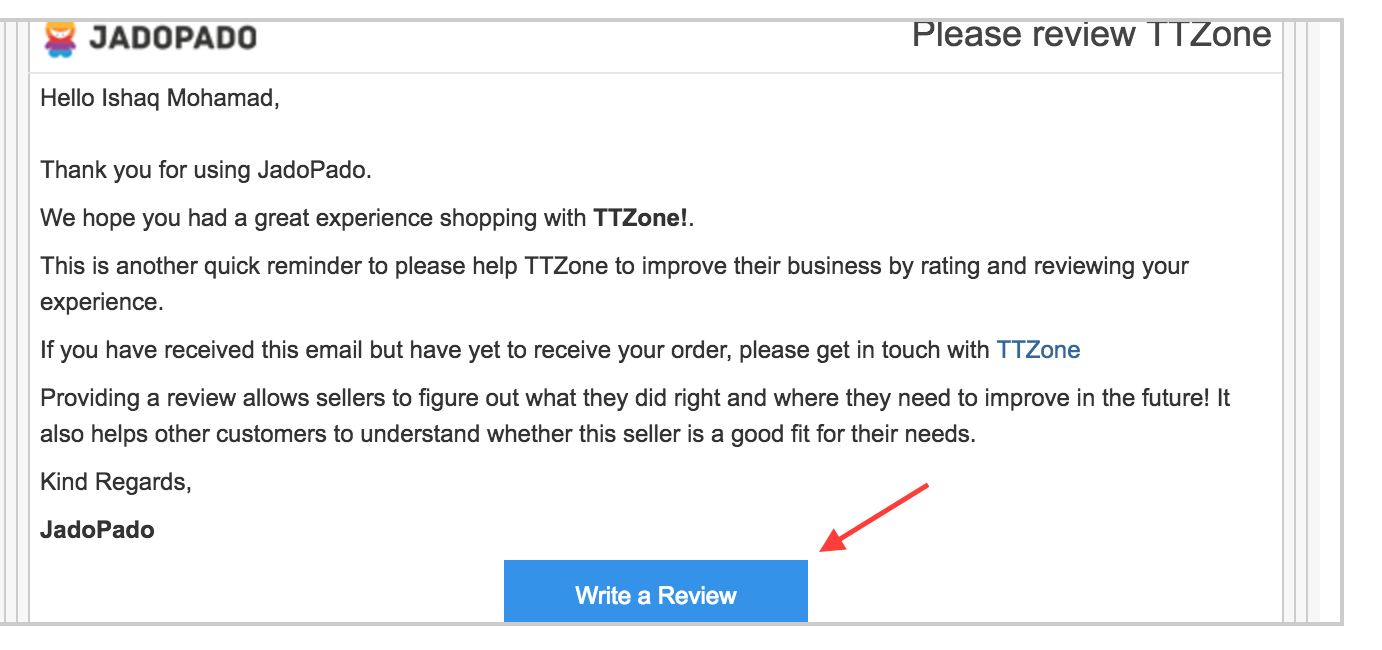 JADOPADO
Please review TTZone
Hello Ishaq Mohamad,
Thank you for using JadoPado.
We hope you had a great experience shopping with TTZone!.
This is another quick reminder to please help TTZone to improve their business by rating and reviewing your
experience.
If you have received this email but have yet to receive your order, please get in touch with TTZone
Providing a review allows sellers to figure out what they did right and where they need to improve in the future! It
also helps other customers to understand whether this seller is a good fit for their needs.
Kind Regards,
JadoPado
Write a Review